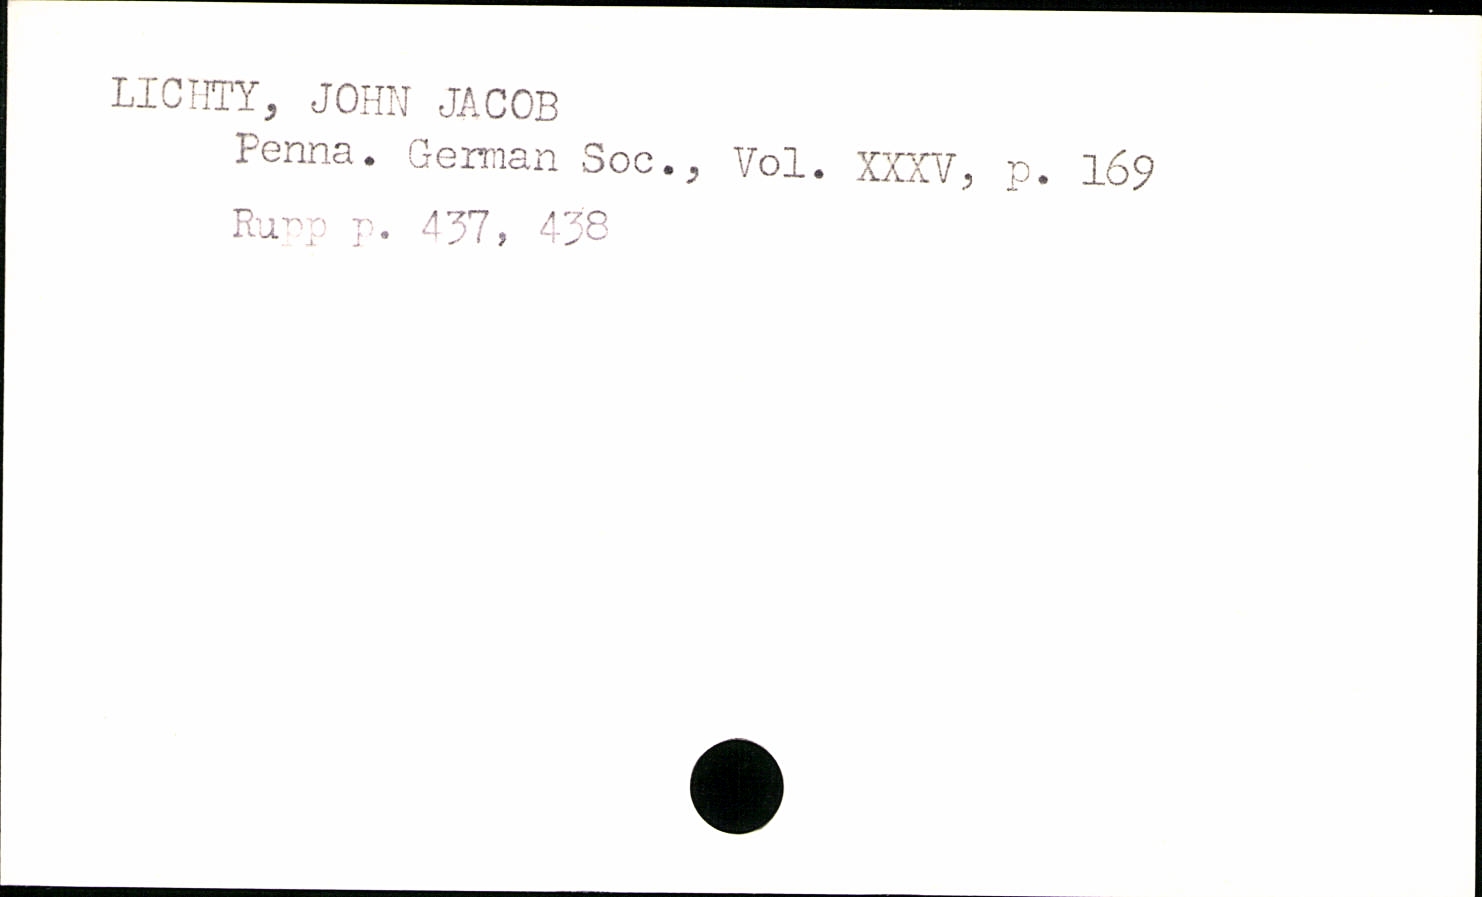 LICHTY, JOHN JACOB
Penna. German Soc., Vol. XXXV, p. 169
Rupp p. 437, 438